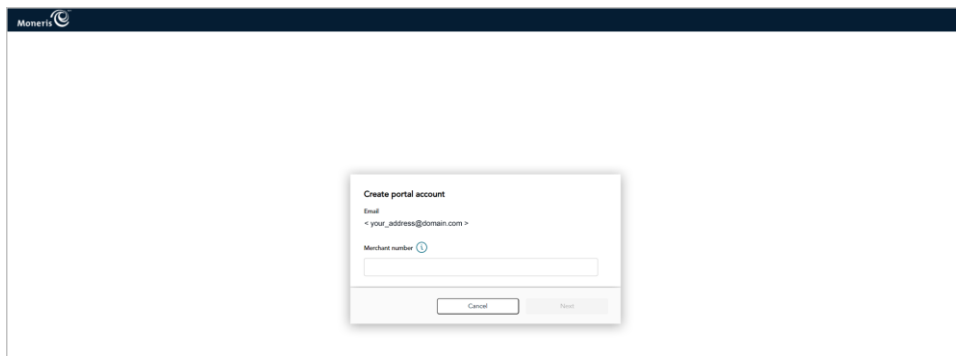 Moneris
Create portal account
Email
< your_address@domain.com >
Merchant number i
Cancel Next